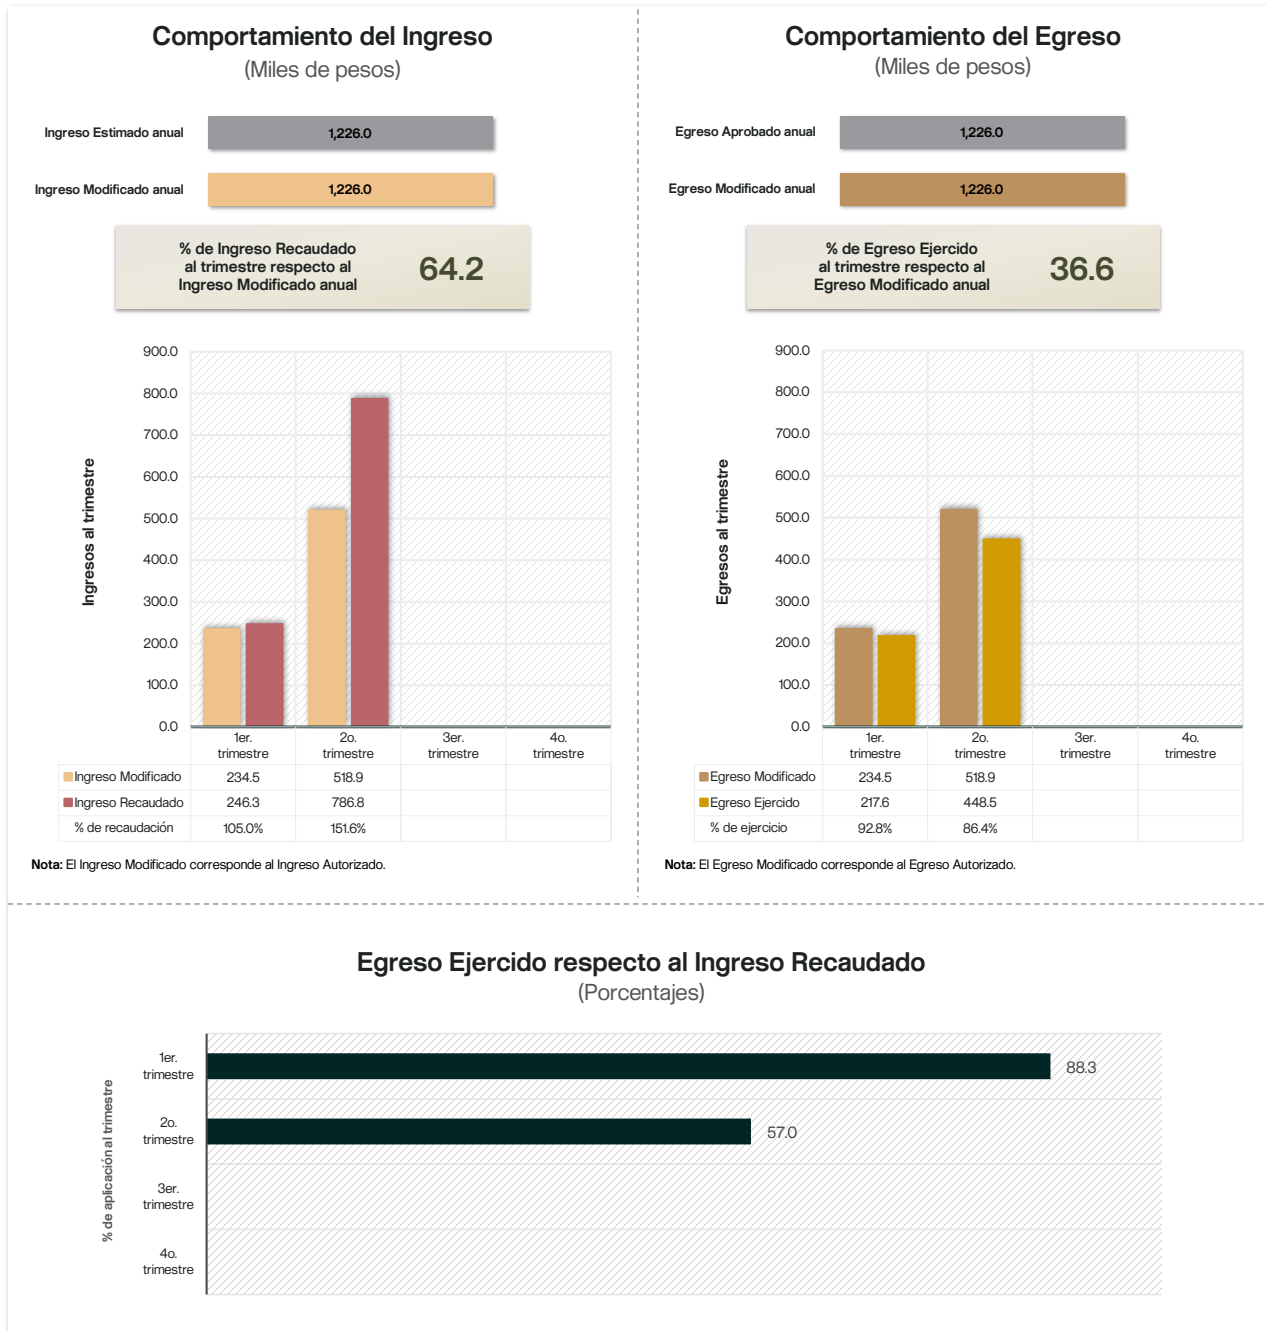 Comportamiento del Ingreso
(Miles de pesos)
Ingreso Estimado anual 1,226.0
Ingreso Modificado anual 1,226.0
% de Ingreso Recaudado
al trimestre respecto al
Ingreso Modificado anual
64.2
Ingresos al trimestre
900.0
800.0
700.0
600.0
500.0
400.0
300.0
200.0
100.0
0.0
1er. trimestre 2o. trimestre 3er. trimestre 4o. trimestre
Ingreso Modificado 234.5 518.9
Ingreso Recaudado 246.3 786.8
% de recaudación 105.0% 151.6%
Nota: El Ingreso Modificado corresponde al Ingreso Autorizado.
Comportamiento del Egreso
(Miles de pesos)
Egreso Aprobado anual 1,226.0
Egreso Modificado anual 1,226.0
% de Egreso Ejercido
al trimestre respecto al
Egreso Modificado anual
36.6
Egresos al trimestre
900.0
800.0
700.0
600.0
500.0
400.0
300.0
200.0
100.0
0.0
1er. trimestre 2o. trimestre 3er. trimestre 4o. trimestre
Egreso Modificado 234.5 518.9
Egreso Ejercido 217.6 448.5
% de ejercicio 92.8% 86.4%
Nota: El Egreso Modificado corresponde al Egreso Autorizado.
Egreso Ejercido respecto al Ingreso Recaudado
(Porcentajes)
% de aplicación al trimestre
1er.
trimestre
88.3
2o.
trimestre
57.0
3er.
trimestre
4o.
trimestre